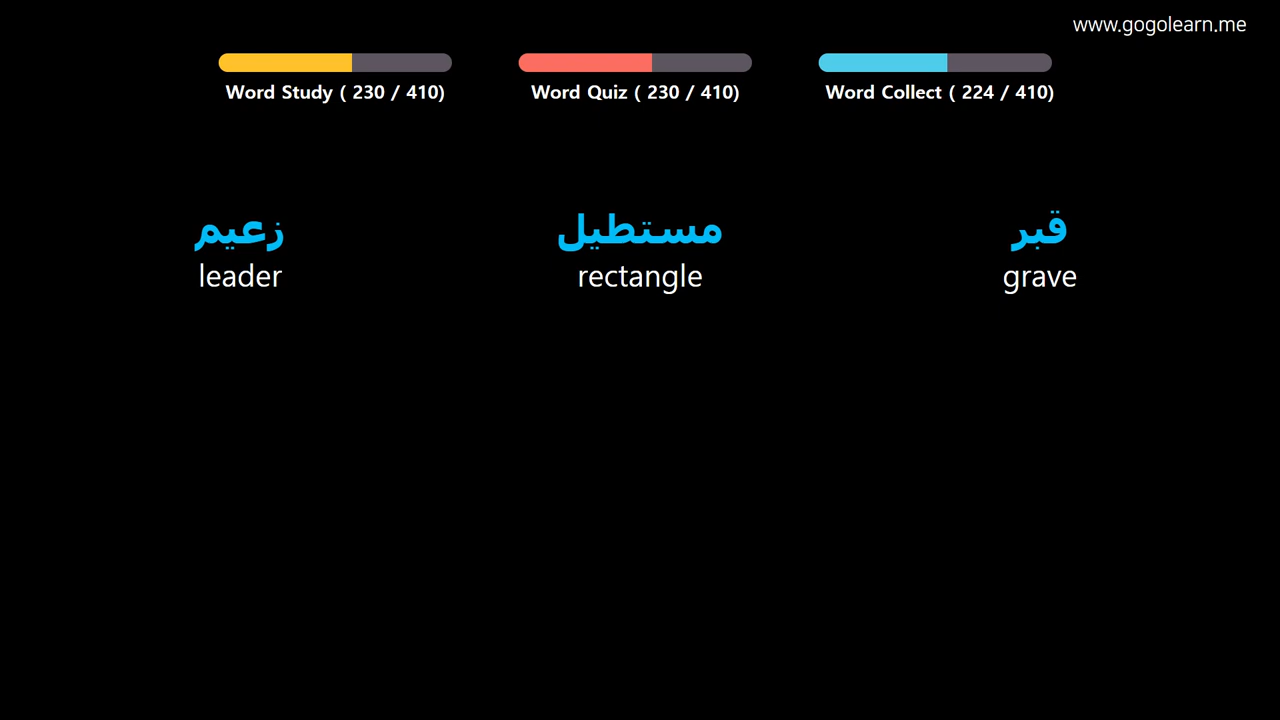 www.gogolearn.me
Word Study ( 230 / 410)
Word Quiz ( 230 / 410)
Word Collect ( 224 / 410)
زعيم
leader
مستطيل
rectangle
قبر
grave